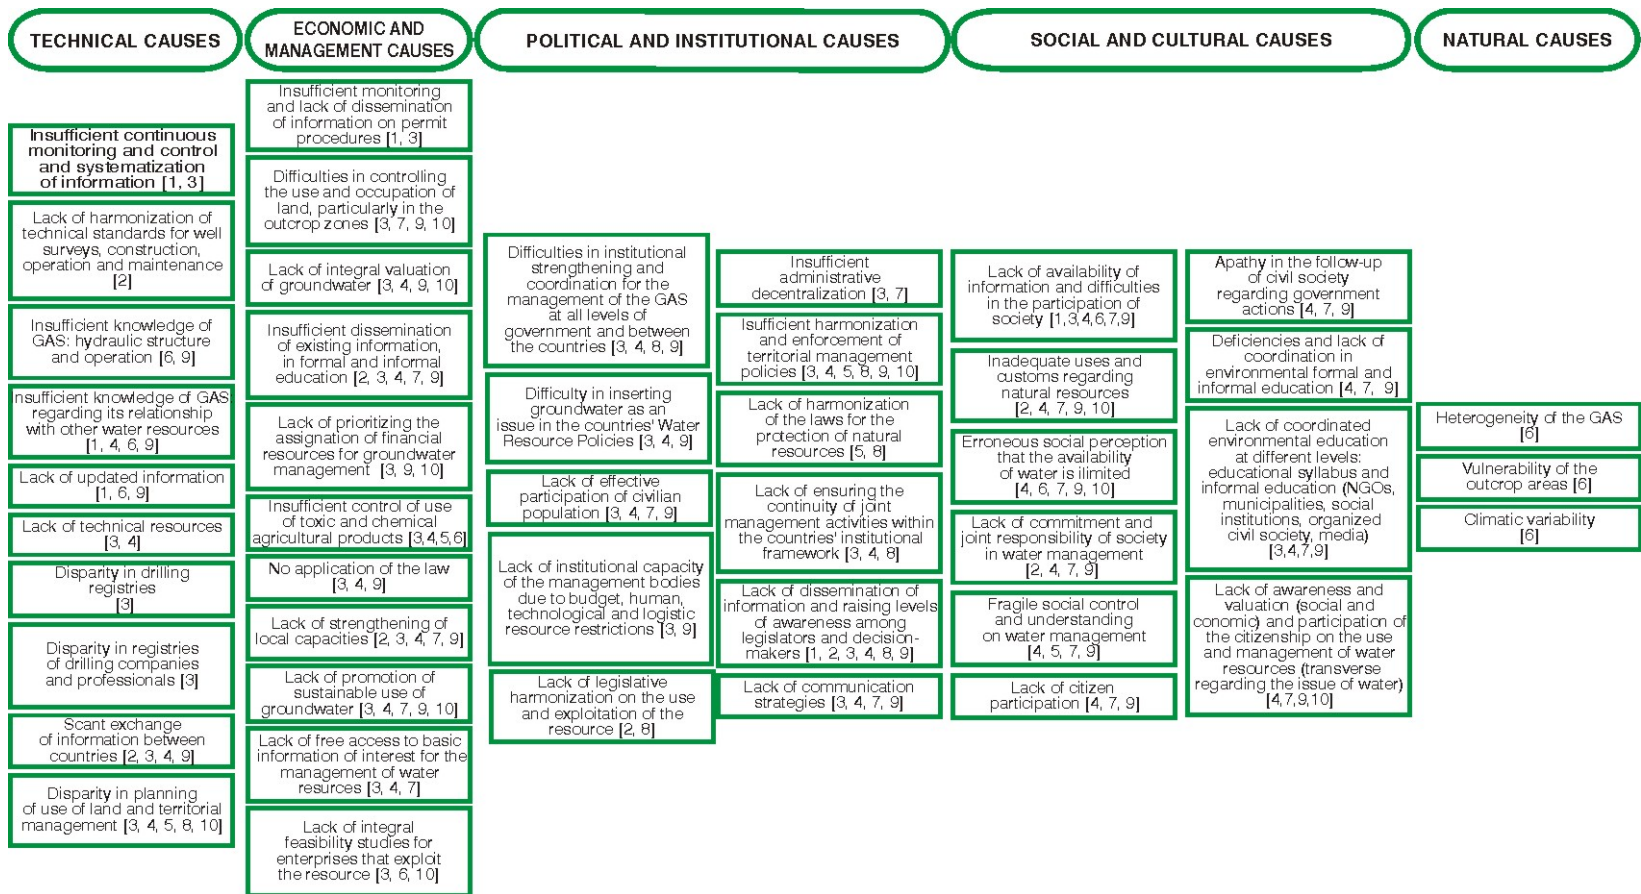 TECHNICAL CAUSES
Insufficient continuous
monitoring and control
and systematization
of information [1, 3]
Lack of harmonization of
technical standards for well
surveys, construction,
operation and maintenance
[2]
Insufficient knowledge of
GAS: hydraulic structure
and operation [6, 9]
Insufficient knowledge of GAS
regarding its relationship
with other water resources
[1, 4, 6, 9]
Lack of updated information
[1, 6, 9]
Lack of technical resources
[3, 4]
Disparity in drilling
registries
[3]
Disparity in registries
of drilling companies
and professionals [3]
Scant exchange
of information between
countries [2, 3, 4, 9]
Disparity in planning
of use of land and territorial
management [3, 4, 5, 8, 10]
ECONOMIC AND
MANAGEMENT CAUSES
Insufficient monitoring
and lack of dissemination
of information on permit
procedures [1, 3]
Difficulties in controlling
the use and occupation of
land, particularly in the
outcrop zones [3, 7, 9, 10]
Lack of integral valuation
of groundwater [3, 4, 9, 10]
Insufficient dissemination
of existing information,
in formal and informal
education [2, 3, 4, 7, 9]
Lack of prioritizing the
assignation of financial
resources for groundwater
management [3, 9, 10]
Insufficient control of use
of toxic and chemical
agricultural products [3,4,5,6]
No application of the law
[3, 4, 9]
Lack of strengthening of
local capacities [2, 3, 4, 7, 9]
Lack of promotion of
sustainable use of
groundwater [3, 4, 7, 9, 10]
Lack of free access to basic
information of interest for the
management of water
resurces [3, 4, 7]
Lack of integral
feasibility studies for
enterprises that exploit
the resource [3, 6, 10]
POLITICAL AND INSTITUTIONAL CAUSES
Difficulties in institutional
strengthening and
coordination for the
management of the GAS
at all levels of
government and between
the countries [3, 4, 8, 9]
Difficulty in inserting
groundwater as an
issue in the countries' Water
Resource Policies [3, 4, 9]
Lack of effective
participation of civilian
population [3, 4, 7, 9]
Lack of institutional capacity
of the management bodies
due to budget, human,
technological and logistic
resource restrictions [3, 9]
Lack of legislative
harmonization on the use
and exploitation of the
resource [2, 8]
Insufficient
administrative
decentralization [3, 7]
Isufficient harmonization
and enforcement of
territorial management
policies [3, 4, 5, 8, 9, 10]
Lack of harmonization
of the laws for the
protection of natural
resources [5, 8]
Lack of ensuring the
continuity of joint
management activities within
the countries' institutional
framework [3, 4, 8]
Lack of dissemination of
information and raising levels
of awareness among
legislators and decision-
makers [1, 2, 3, 4, 8, 9]
Lack of communication
strategies [3, 4, 7, 9]
SOCIAL AND CULTURAL CAUSES
Lack of availability of
information and difficulties
in the participation of
society [1,3,4,6,7,9]
Inadequate uses and
customs regarding
natural resources
[2, 4, 7, 9, 10]
Erroneous social perception
that the availability
of water is ilimited
[4, 6, 7, 9, 10]
Lack of commitment and
joint responsibility of society
in water management
[2, 4, 7, 9]
Fragile social control
and understanding
on water management
[4, 5, 7, 9]
Lack of citizen
participation [4, 7, 9]
Apathy in the follow-up
of civil society
regarding government
actions [4, 7, 9]
Deficiencies and lack of
coordination in
environmental formal
and informal education [4, 7, 9]
Lack of coordinated
environmental education
at different levels:
educational syllabus and
informal education (NGOs,
municipalities, social
institutions, organized
civil society, media)
[3,4,7,9]
Lack of awareness and
valuation (social and
conomic) and participation of
the citizenship on the use
and management of water
resources (transverse
regarding the issue of water)
[4,7,9,10]
NATURAL CAUSES
Heterogeneity of the GAS
[6]
Vulnerability of the
outcrop areas [6]
Climatic variability
[6]